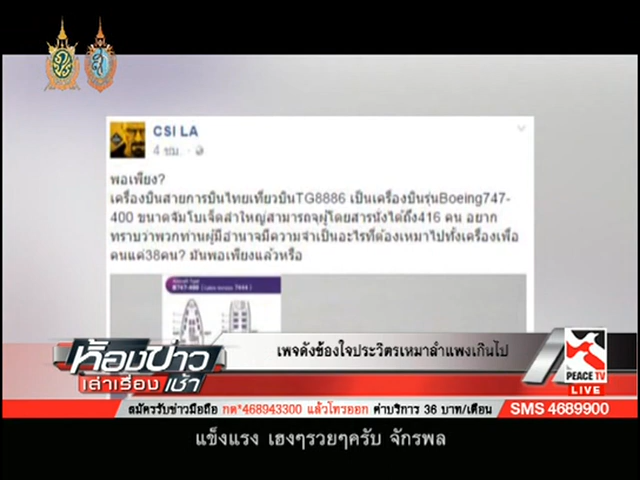 CSI LA
4 ชม. ·
พอเพียง?
เครื่องบินสายการบินไทยเที่ยวบินTG8886 เป็นเครื่องบินรุ่นBoeing747-
400 ขนาดจัมโบเจ็ตลำใหญ่สามารถจุผู้โดยสารนั่งได้ถึง416 คน อยาก
ทราบว่าพวกท่านผู้มีอำนาจมีความจำเป็นอะไรที่ต้องเหมาไปทั้งเครื่องเพื่อ
คนแค่38คน? มันพอเพียงแล้วหรือ
Aircraft Type
B747-400
เพจดังข้องใจประวิตรเหมาลำแพงเกินไป
ห้องข่าว
เล่าเรื่อง เช้า
PEACE TV
LIVE
สมัครรับข่าวมือถือ กด*468943300 แล้วโทรออก ค่าบริการ 36 บาท/เดือน
SMS 4689900
แข็งแรง เฮงๆรวยๆครับ จักรพล